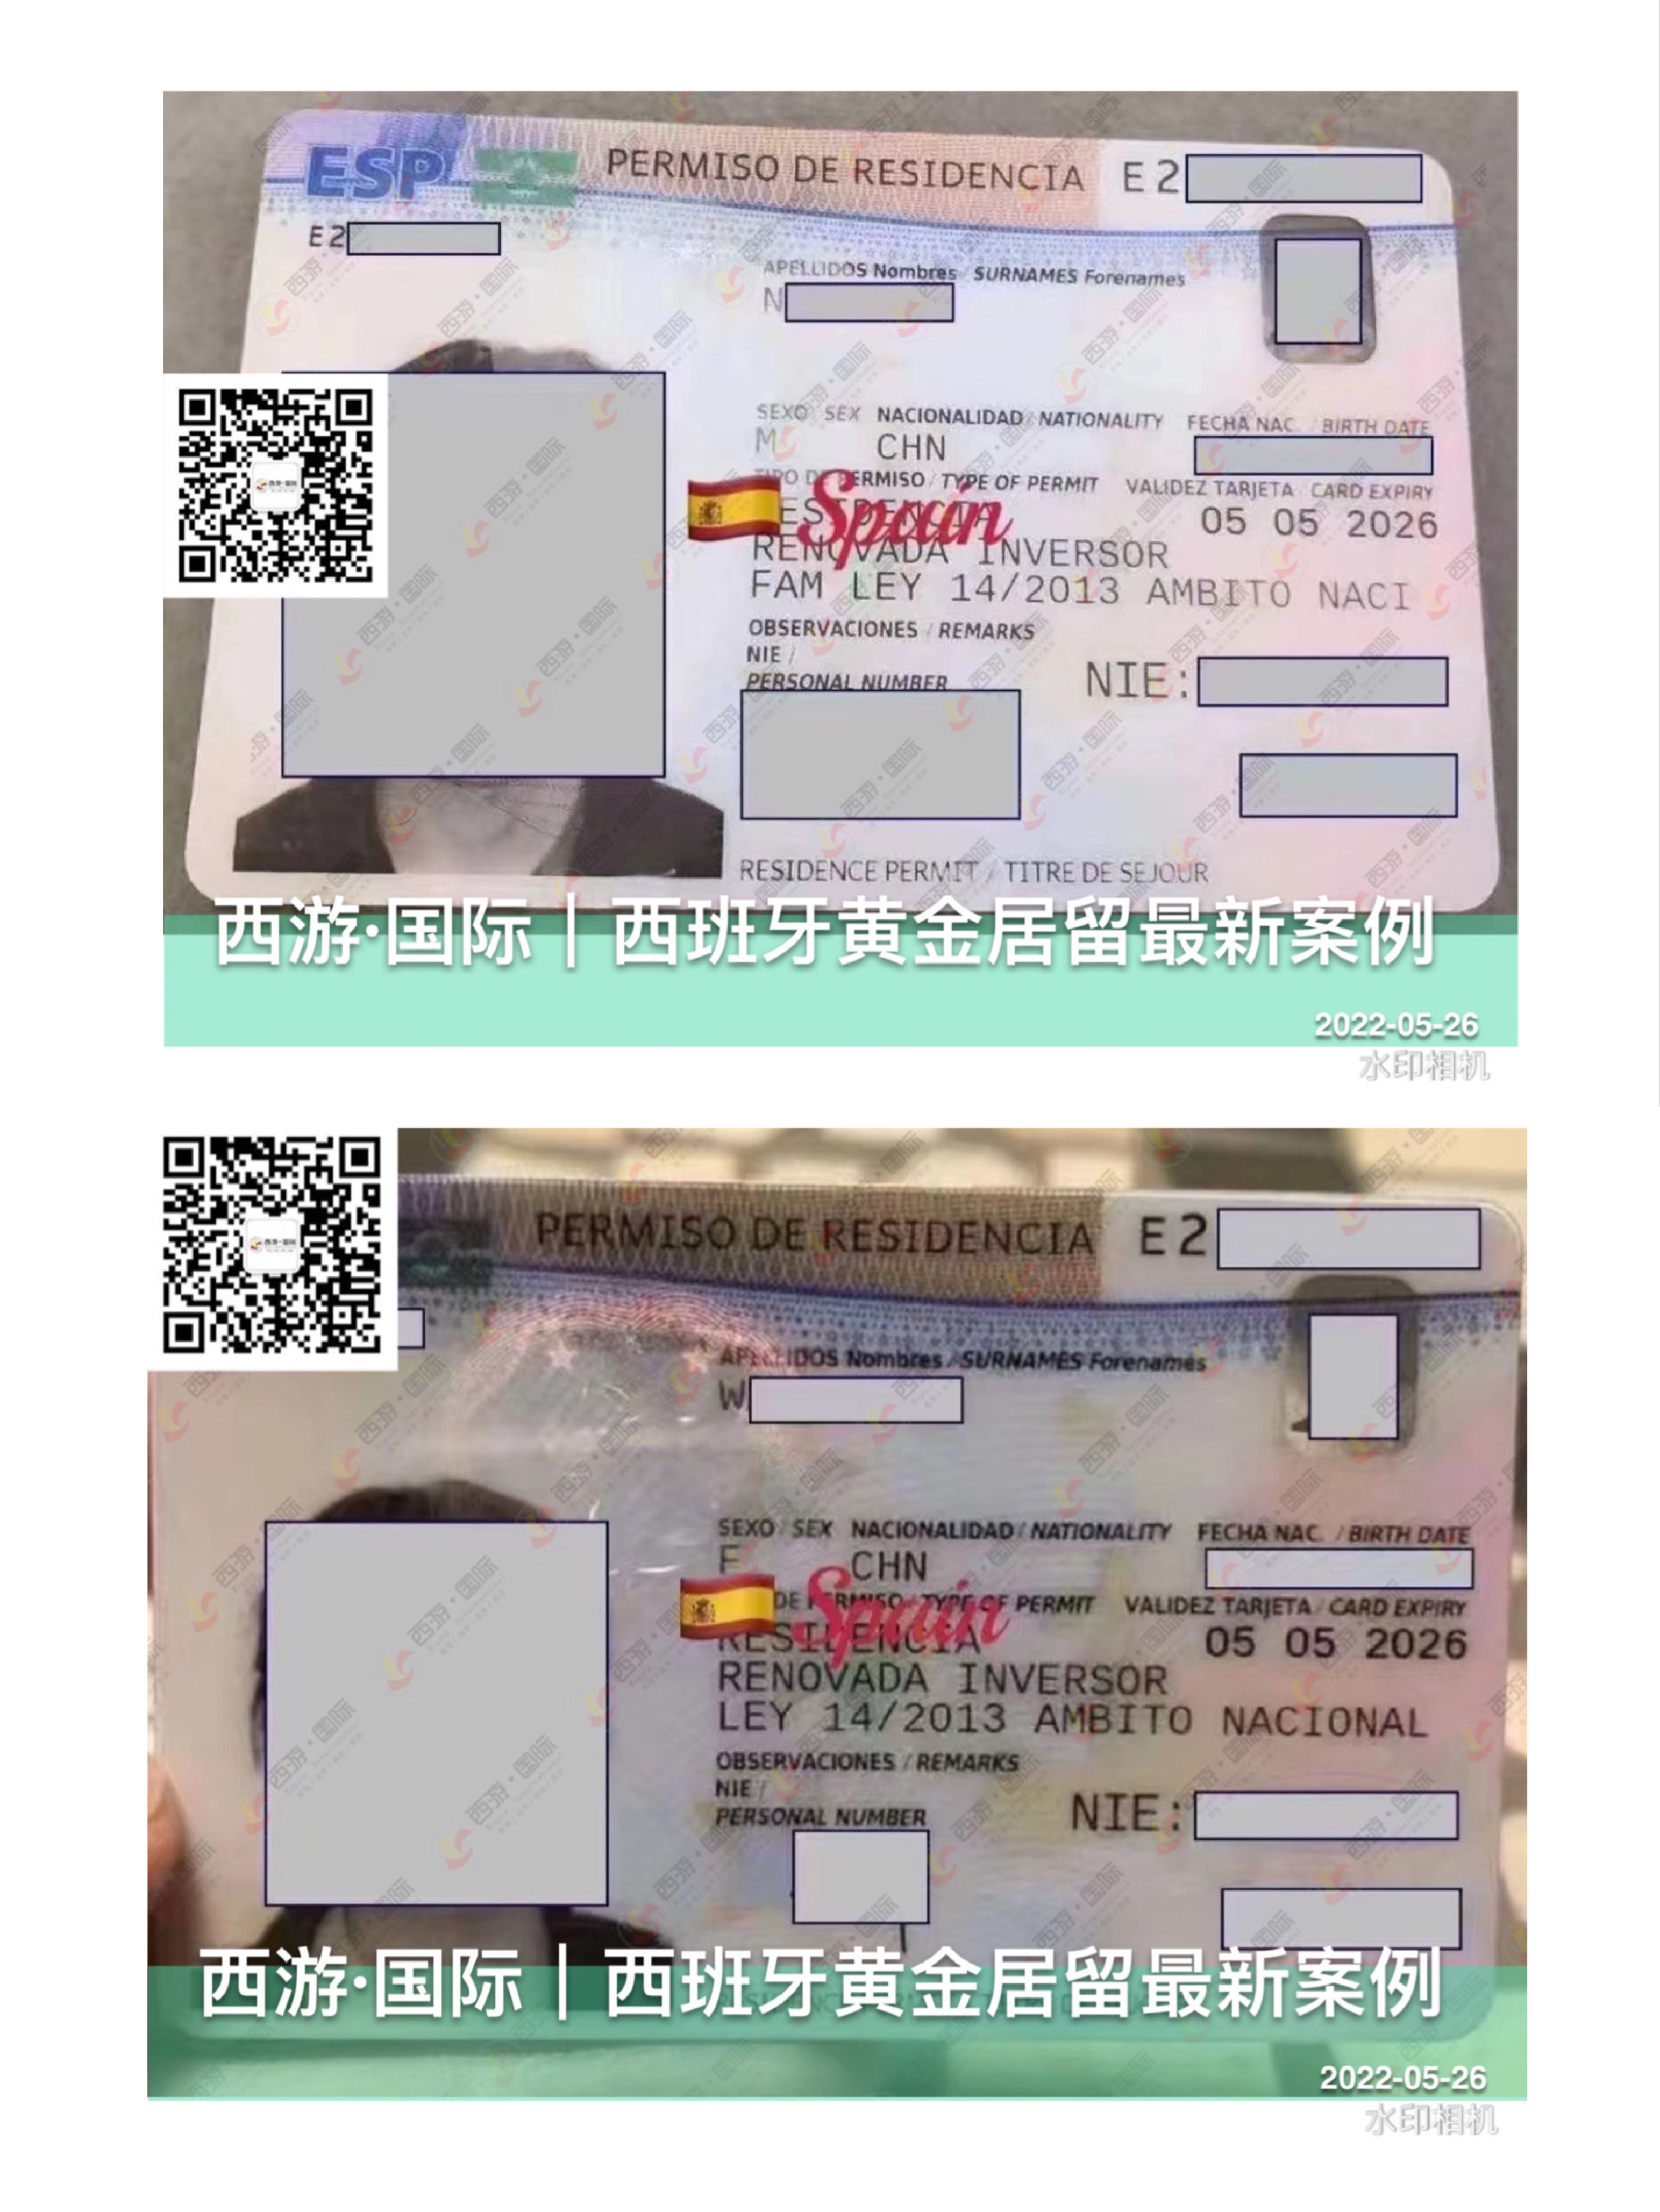 ESP PERMISO DE RESIDENCIA E2
E2
APELLIDOS Nombres SURNAMES Forenames
N
SEXO SEX NACIONALIDAD / NATIONALITY FECHA NAC. / BIRTH DATE
M CHN
TIPO DE PERMISO / TYPE OF PERMIT VALIDEZ TARJETA CARD EXPIRY
Spain
RESIDENCIA 05 05 2026
RENOVADA INVERSOR
FAM LEY 14/2013 AMBITO NACI
OBSERVACIONES / REMARKS
NIE /
PERSONAL NUMBER
NIE:
RESIDENCE PERMIT / TITRE DE SEJOUR
西游·国际｜西班牙黄金居留最新案例
2022-05-26
水印相机
PERMISO DE RESIDENCIA E2
APELLIDOS Nombres / SURNAMES Forenames
W
SEXO / SEX NACIONALIDAD / NATIONALITY FECHA NAC. / BIRTH DATE
F CHN
DE PERMISO / TYPE OF PERMIT VALIDEZ TARJETA / CARD EXPIRY
Spain
RESIDENCIA 05 05 2026
RENOVADA INVERSOR
LEY 14/2013 AMBITO NACIONAL
OBSERVACIONES / REMARKS
NIE /
PERSONAL NUMBER
NIE:
西游·国际｜西班牙黄金居留最新案例
2022-05-26
水印相机
西游·国际